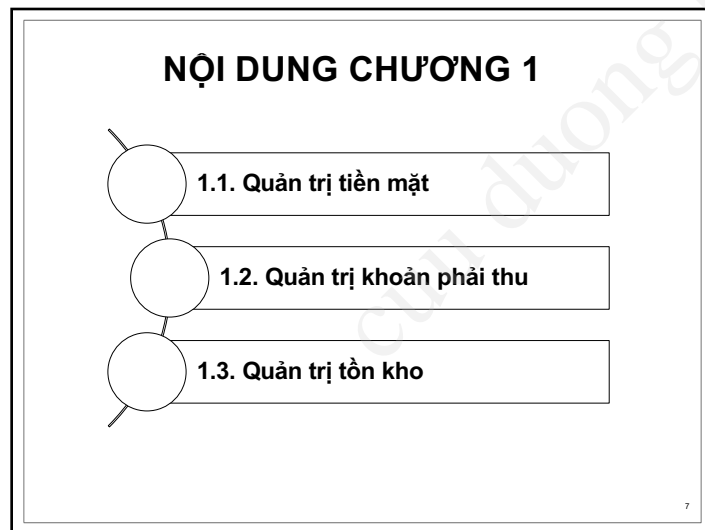 NỘI DUNG CHƯƠNG 1
1.1. Quản trị tiền mặt
1.2. Quản trị khoản phải thu
1.3. Quản trị tồn kho
cuu duong
7